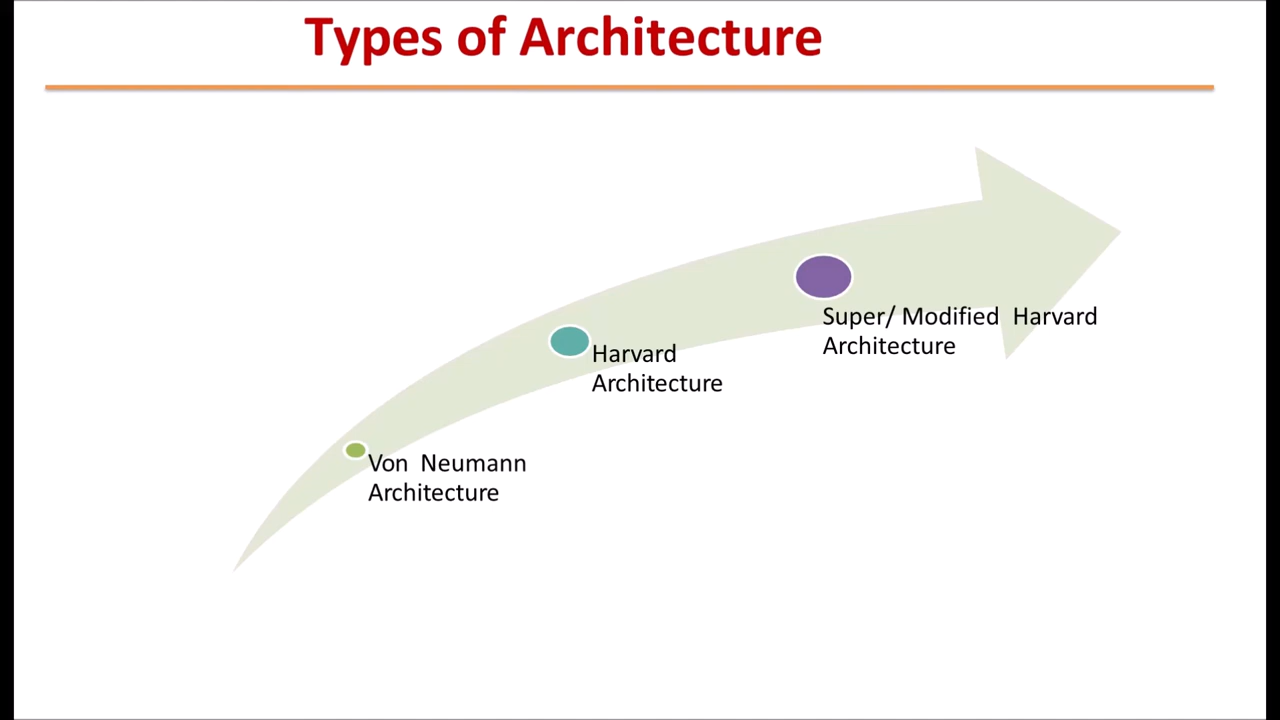 Types of Architecture
Super/ Modified  Harvard
Architecture
Harvard
Architecture
Von  Neumann
Architecture